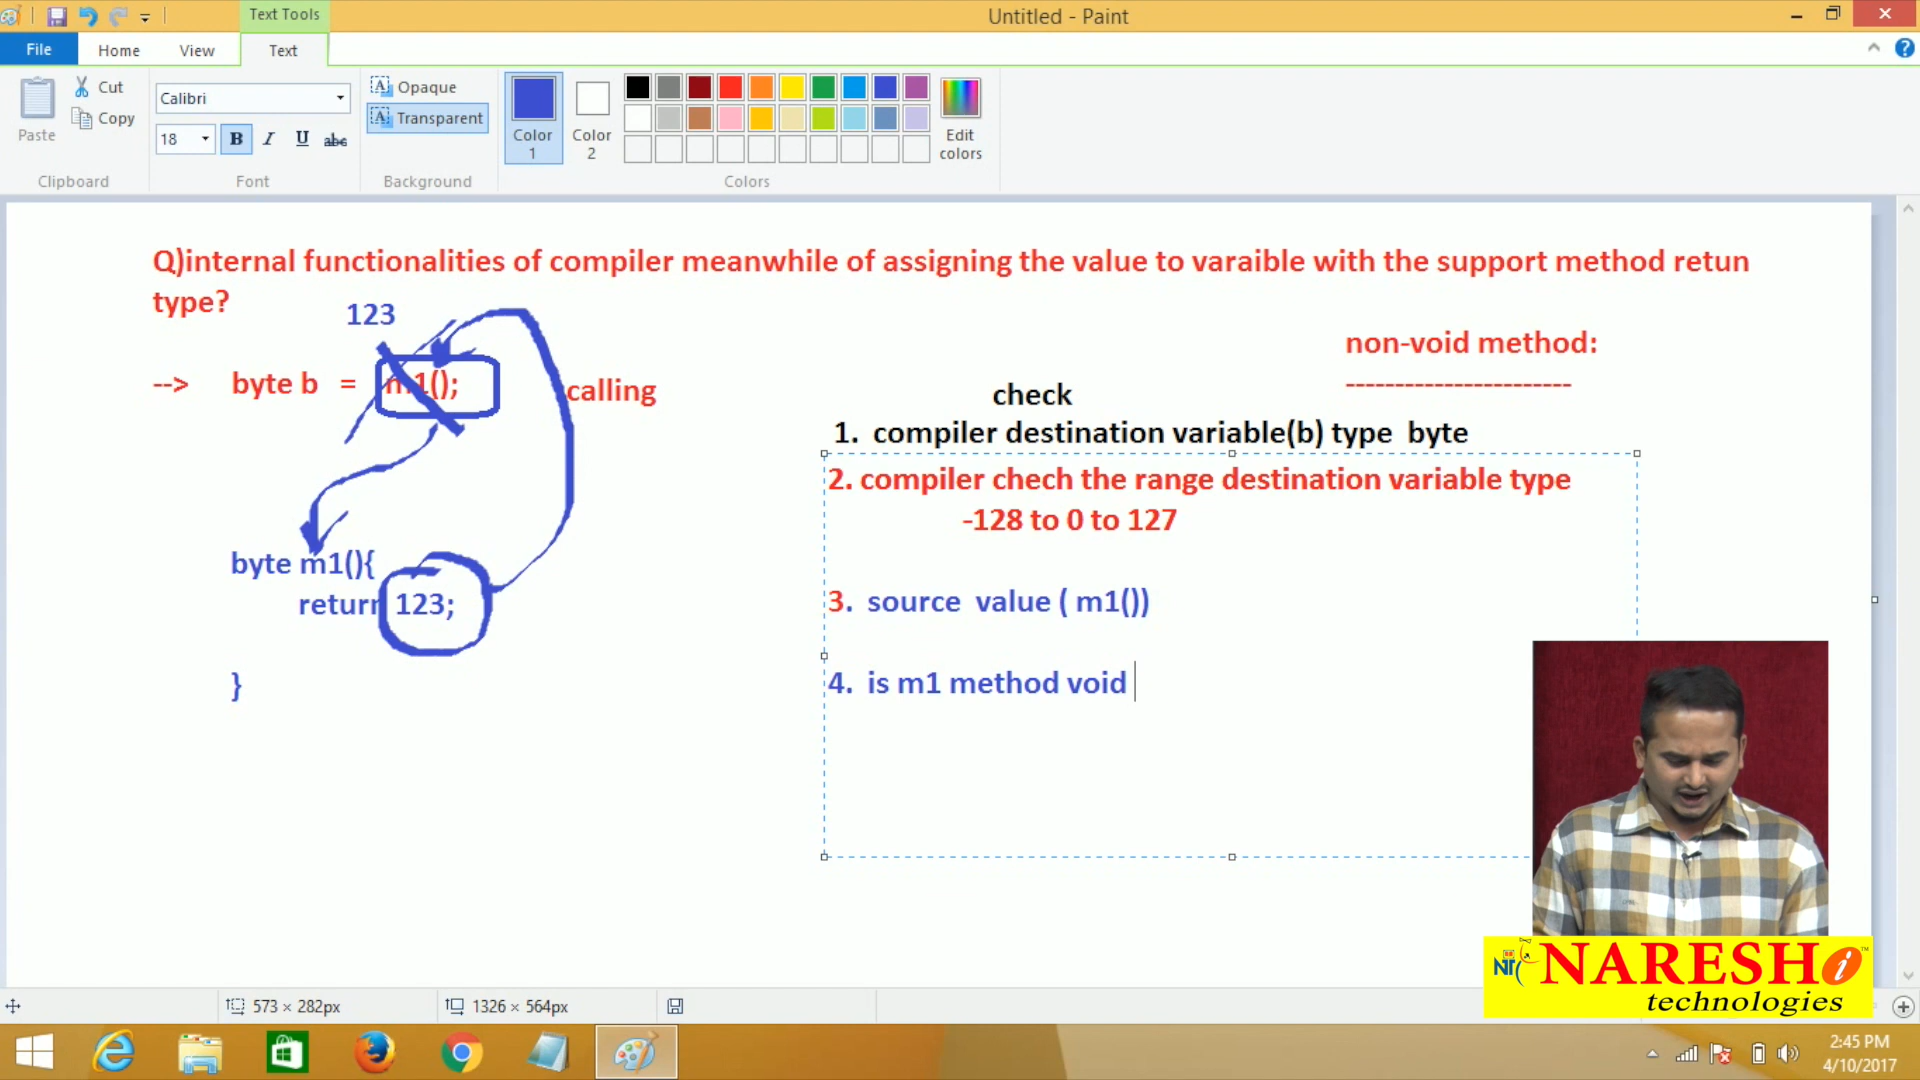 Text Tools
Untitled - Paint
File
Home
View
Text
Paste
Cut
Copy
Clipboard
Calibri
18
B
I
U
abc
Font
Opaque
Transparent
Background
Color
1
Color
2
Edit
colors
Colors
Q)internal functionalities of compiler meanwhile of assigning the value to varaible with the support method retun
type?
123
non-void method:
-----------------------
--> byte b = m1();
calling
check
1. compiler destination variable(b) type byte
2. compiler chech the range destination variable type
-128 to 0 to 127
byte m1(){
return 123;
}
3. source value ( m1())
4. is m1 method void
NARESH i
technologies
573 × 282px
1326 × 564px
2:45 PM
4/10/2017